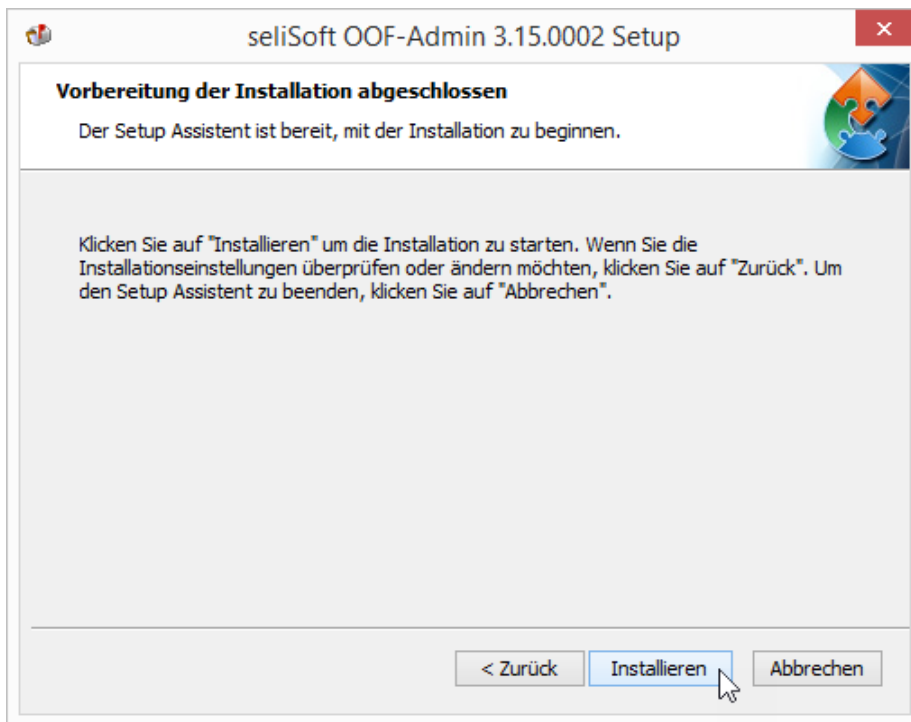 seliSoft OOF-Admin 3.15.0002 Setup
Vorbereitung der Installation abgeschlossen
Der Setup Assistent ist bereit, mit der Installation zu beginnen.
Klicken Sie auf "Installieren" um die Installation zu starten. Wenn Sie die
Installationseinstellungen überprüfen oder ändern möchten, klicken Sie auf "Zurück". Um
den Setup Assistent zu beenden, klicken Sie auf "Abbrechen".
< Zurück Installieren Abbrechen